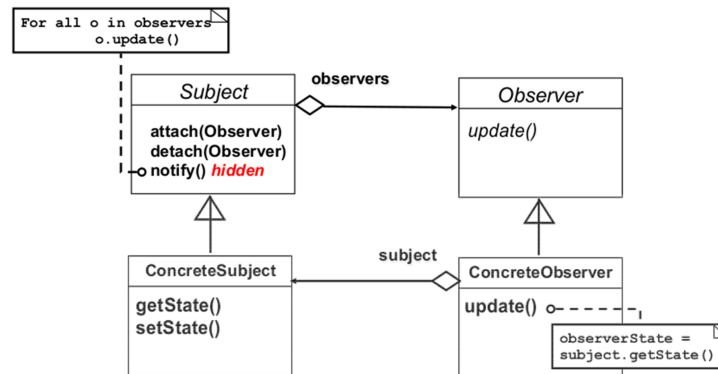 For all o in observers
o.update()
observers
Subject
Observer
attach(Observer)
detach(Observer)
notify() hidden
update()
subject
ConcreteSubject
ConcreteObserver
getState()
setState()
update()
observerState =
subject.getState()